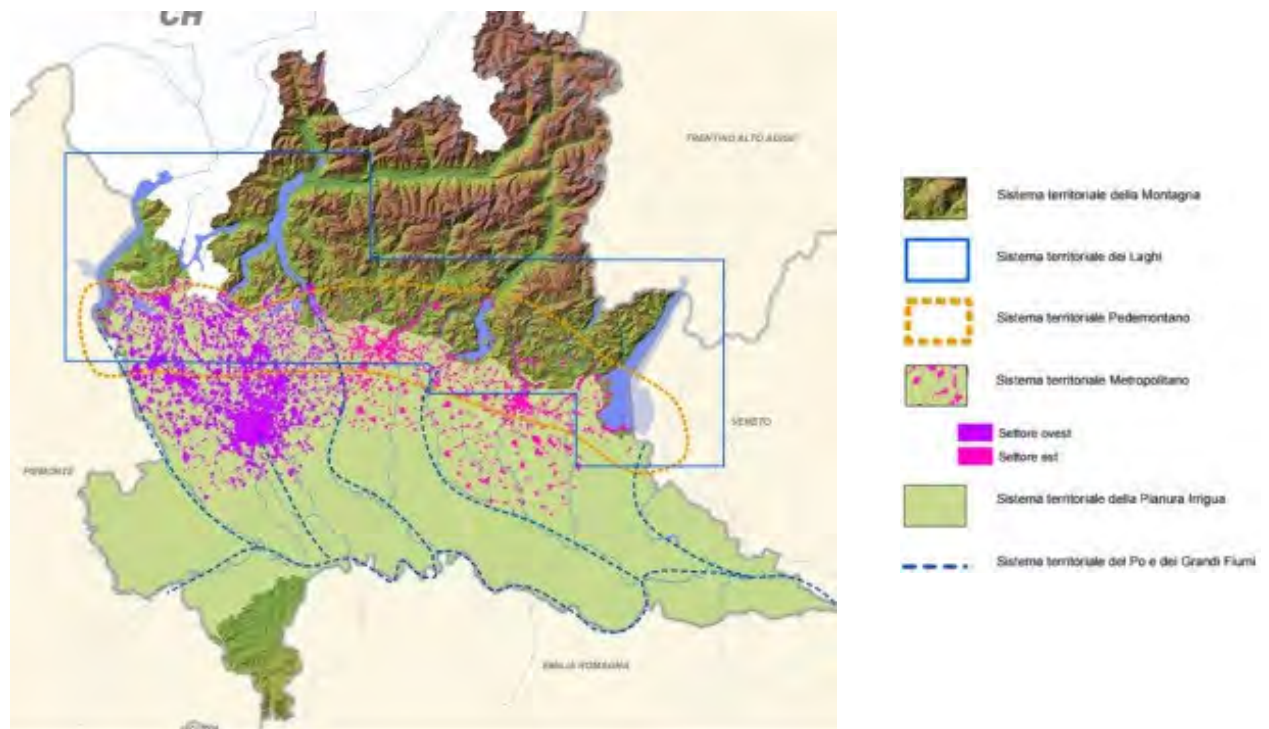 CH
TRENTINO ALTO ADIGE
VENETO
PIEMONTE
EMILIA ROMAGNA
Sistema territoriale della Montagna
Sistema territoriale dei Laghi
Sistema territoriale Pedemontano
Sistema territoriale Metropolitano
Settore ovest
Settore est
Sistema territoriale della Pianura Irrigua
Sistema territoriale del Po e dei Grandi Fiumi